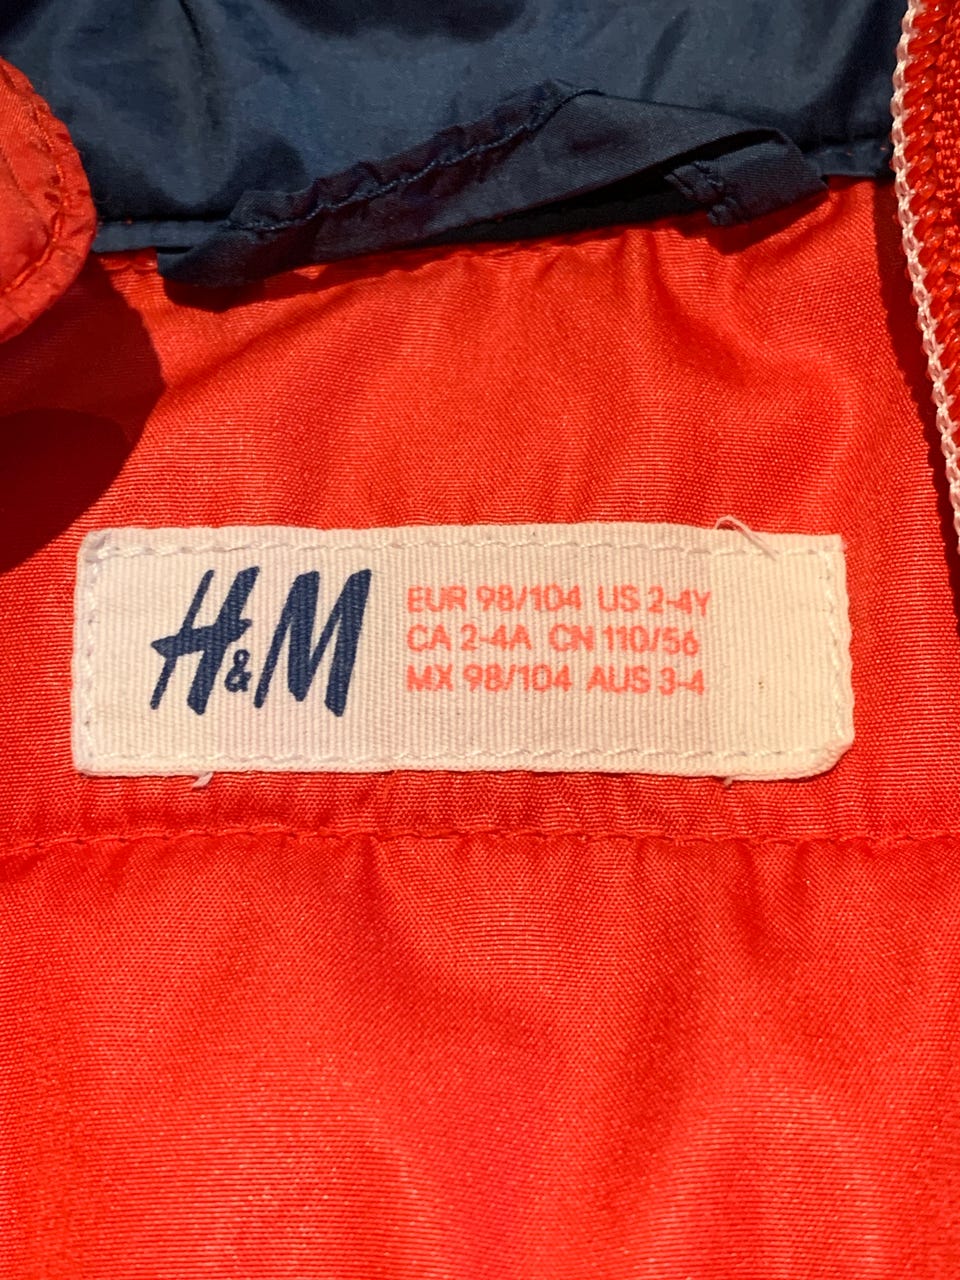 H&M
EUR 98/104 US 2-4Y
CA 2-4A CN 110/56
MX 98/104 AUS 3-4